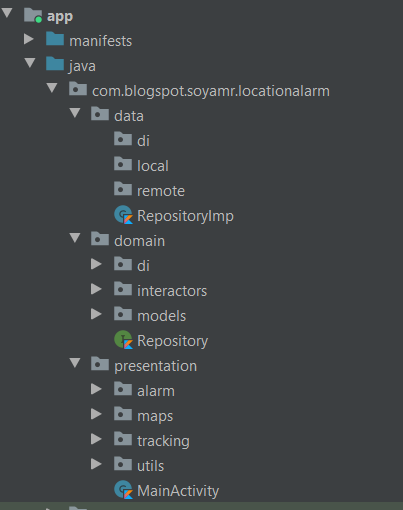 app
manifests
java
com.blogspot.soyamr.locationalarm
data
di
local
remote
RepositoryImp
domain
di
interactors
models
Repository
presentation
alarm
maps
tracking
utils
MainActivity